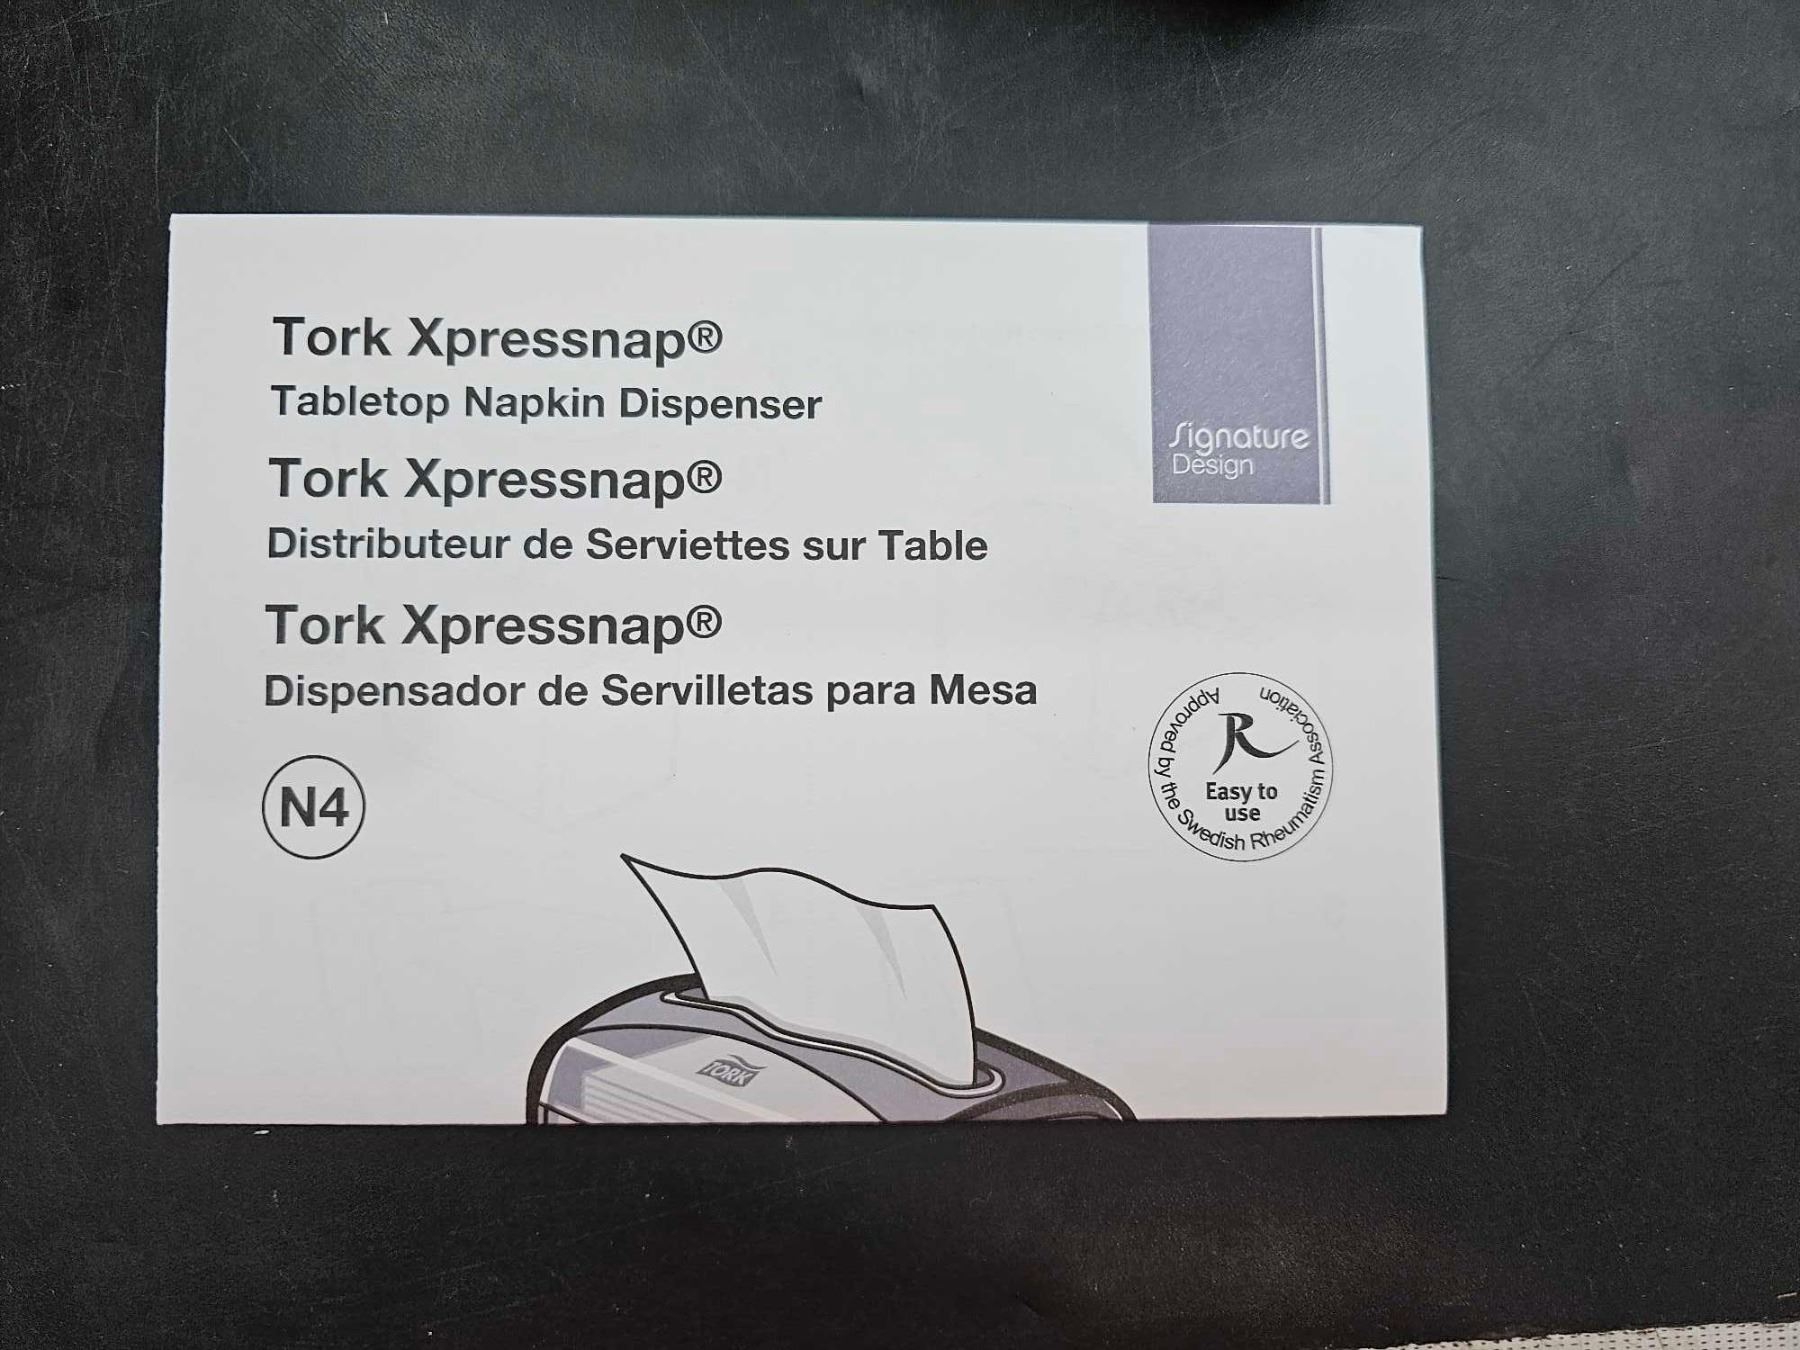 Tork Xpressnap®
Tabletop Napkin Dispenser
Tork Xpressnap®
Distributeur de Serviettes sur Table
Tork Xpressnap®
Dispensador de Servilletas para Mesa
N4
Signature
Design
Approved by the Swedish Rheumatism Association
R
Easy to
use
TORK